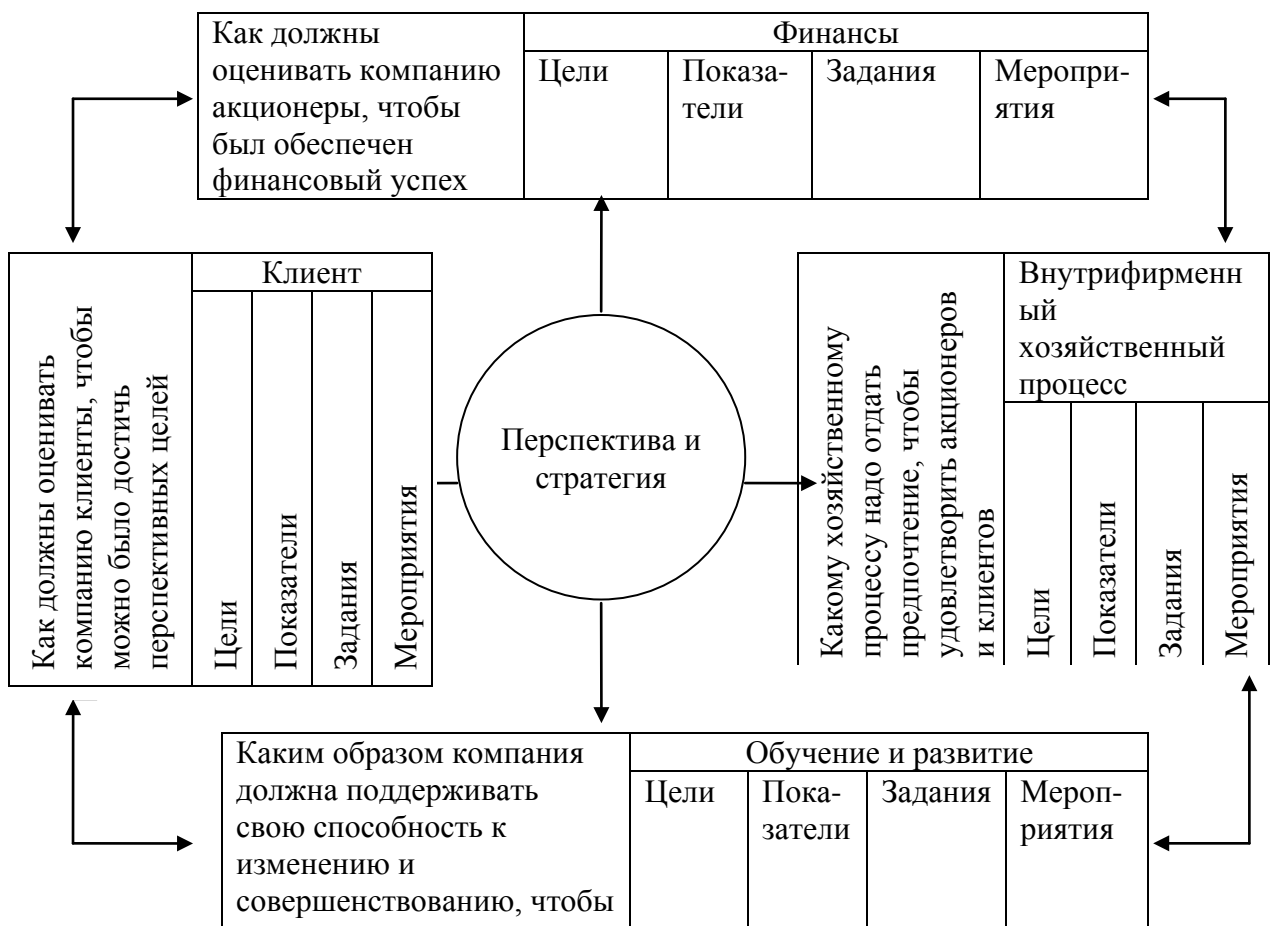 Как должны
оценивать компанию
акционеры, чтобы
был обеспечен
финансовый успех
Финансы
Цели
Показа-
тели
Задания
Меропри-
ятия
Как должны оценивать
компанию клиенты, чтобы
можно было достичь
перспективных целей
Клиент
Цели
Показатели
Задания
Мероприятия
Перспектива и
стратегия
Какому хозяйственному
процессу надо отдать
предпочтение, чтобы
удовлетворить акционеров
и клиентов
Внутрифирменн
ый
хозяйственный
процесс
Цели
Показатели
Задания
Мероприятия
Каким образом компания
должна поддерживать
свою способность к
изменению и
совершенствованию, чтобы
Обучение и развитие
Цели
Пока-
затели
Задания
Мероп-
риятия